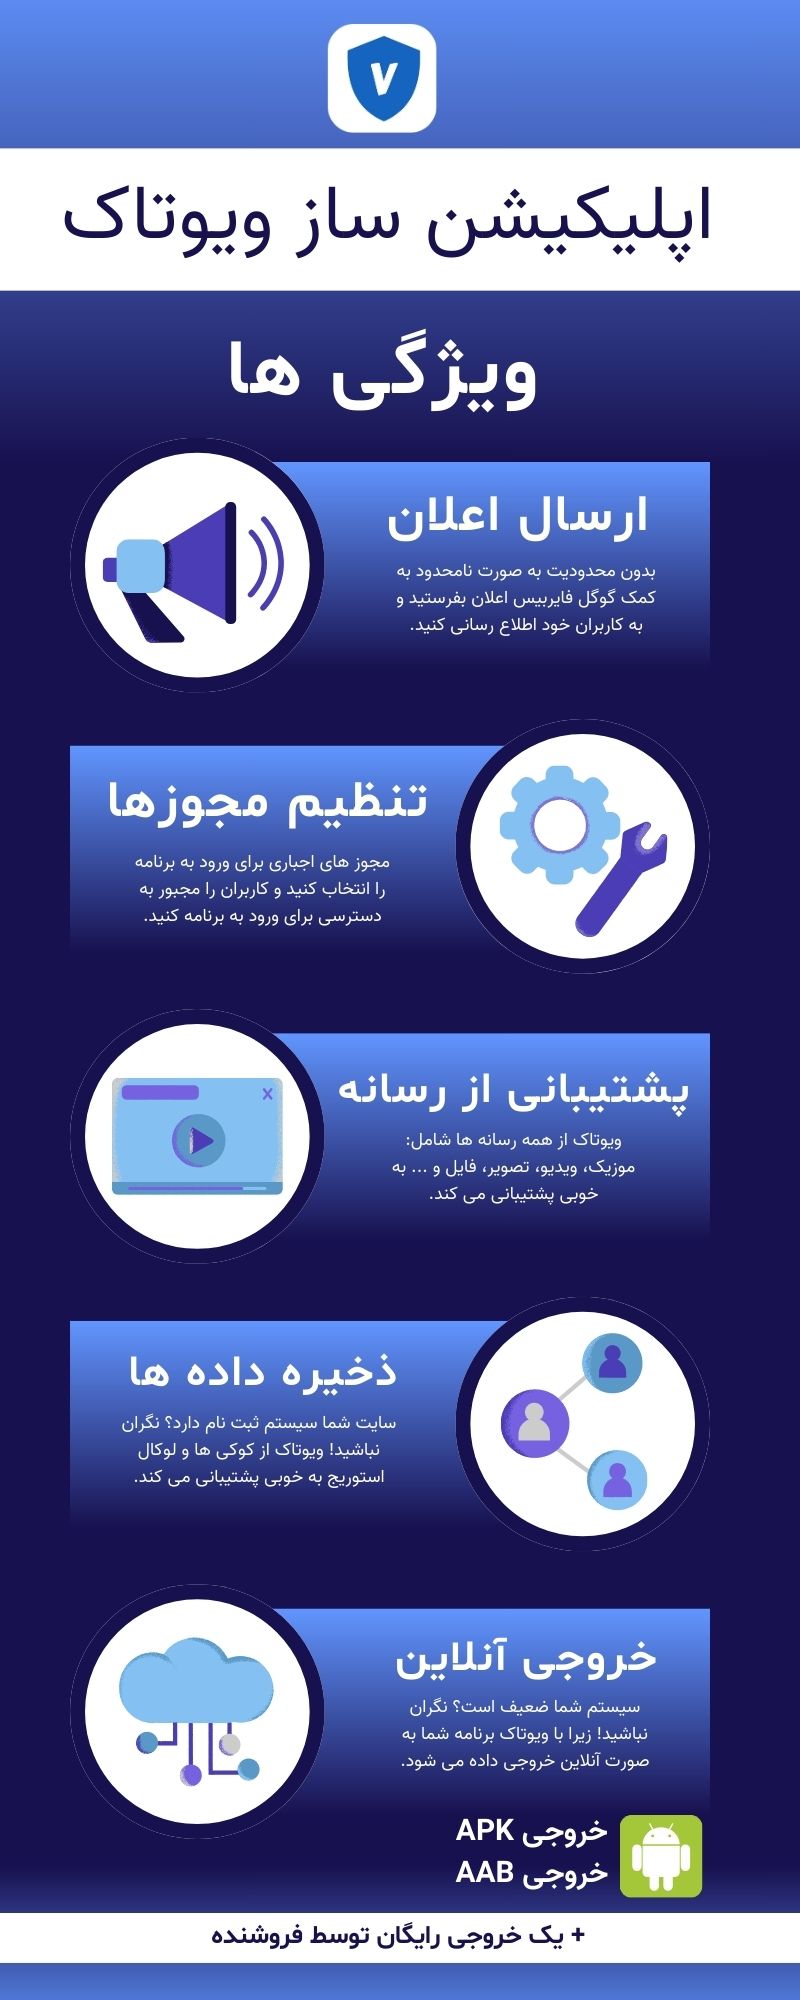 V
اپلیکیشن ساز ویوتاک
ویژگی ها
ارسال اعلان
بدون محدودیت به صورت نامحدود به
کمک گوگل فایربیس اعلان بفرستید و
به کاربران خود اطلاع رسانی کنید.
تنظیم مجوزها
مجوز های اجباری برای ورود به برنامه
را انتخاب کنید و کاربران را مجبور به
دسترسی برای ورود به برنامه کنید.
پشتیبانی از رسانه
ویوتاک از همه رسانه ها شامل:
موزیک، ویدیو، تصویر، فایل و ... به
خوبی پشتیبانی می کند.
ذخیره داده ها
سایت شما سیستم ثبت نام دارد؟ نگران
نباشید! ویوتاک از کوکی ها و لوکال
استوریج به خوبی پشتیبانی می کند.
خروجی آنلاین
سیستم شما ضعیف است؟ نگران
نباشید! زیرا با ویوتاک برنامه شما به
صورت آنلاین خروجی داده می شود.
خروجی APK
خروجی AAB
+ یک خروجی رایگان توسط فروشنده